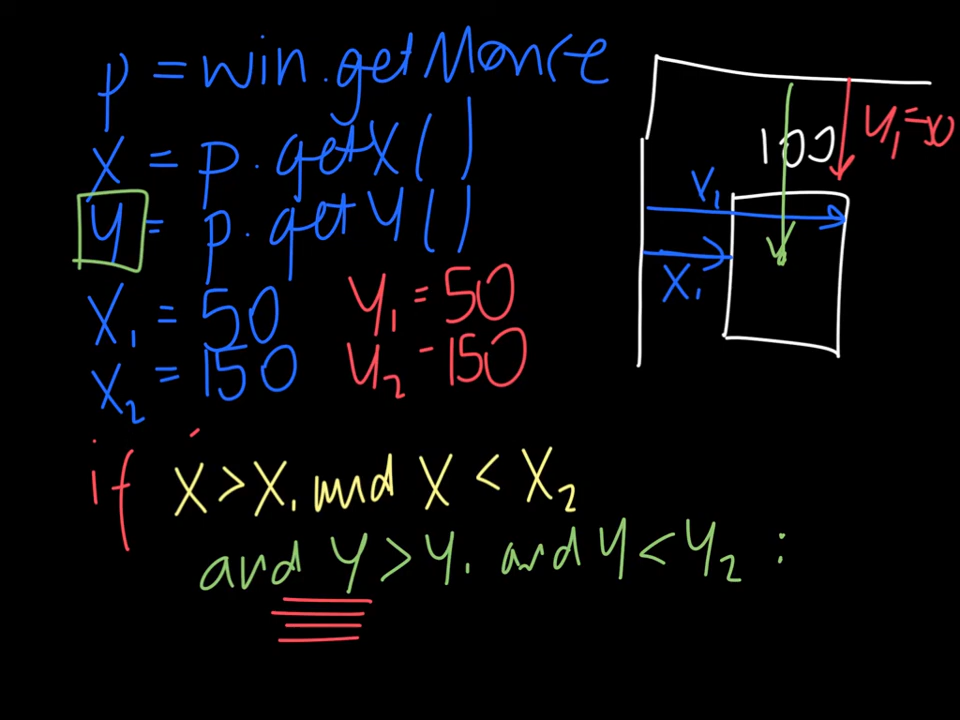 p = win.getMouse
X = p.getX()
Y = p.getY()
X1 = 50 Y1 = 50
X2 = 150 Y2 - 150
if X > X1 and X < X2
and Y > Y1 and Y < Y2 :
100
Y1 = 50
X1
X1